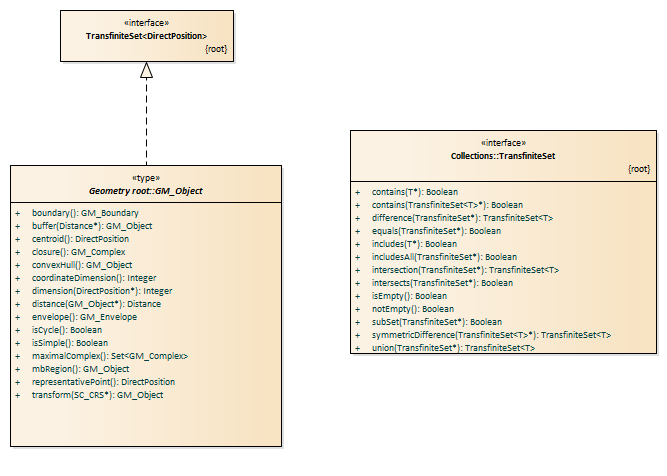 «interface»
TransfiniteSet<DirectPosition>
{root}
«type»
Geometry root::GM_Object
+ boundary(): GM_Boundary
+ buffer(Distance*): GM_Object
+ centroid(): DirectPosition
+ closure(): GM_Complex
+ convexHull(): GM_Object
+ coordinateDimension(): Integer
+ dimension(DirectPosition*): Integer
+ distance(GM_Object*): Distance
+ envelope(): GM_Envelope
+ isCycle(): Boolean
+ isSimple(): Boolean
+ maximalComplex(): Set<GM_Complex>
+ mbRegion(): GM_Object
+ representativePoint(): DirectPosition
+ transform(SC_CRS*): GM_Object
«interface»
Collections::TransfiniteSet
{root}
+ contains(T*): Boolean
+ contains(TransfiniteSet<T>*): Boolean
+ difference(TransfiniteSet*): TransfiniteSet<T>
+ equals(TransfiniteSet*): Boolean
+ includes(T*): Boolean
+ includesAll(TransfiniteSet*): Boolean
+ intersection(TransfiniteSet*): TransfiniteSet<T>
+ intersects(TransfiniteSet*): Boolean
+ isEmpty(): Boolean
+ notEmpty(): Boolean
+ subSet(TransfiniteSet*): Boolean
+ symmetricDifference(TransfiniteSet<T>*): TransfiniteSet<T>
+ union(TransfiniteSet*): TransfiniteSet<T>